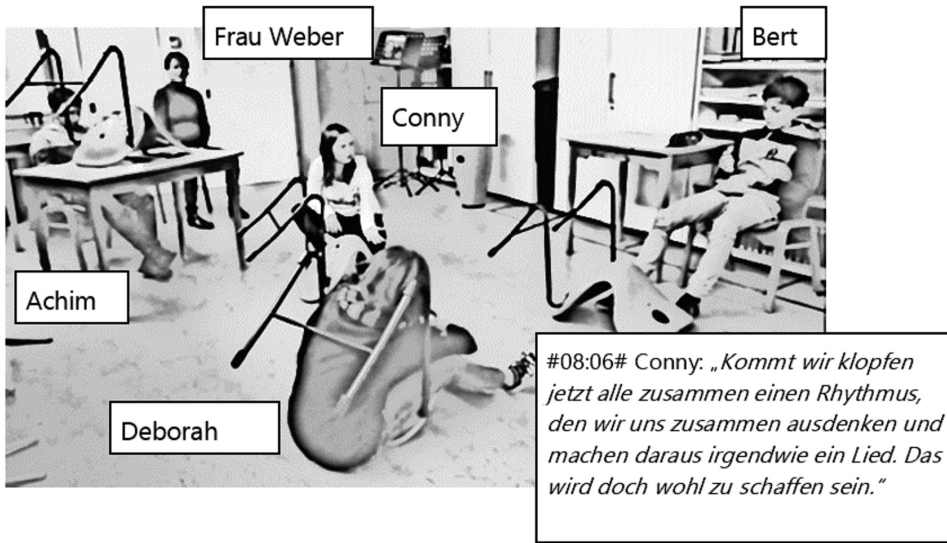 Frau Weber
Bert
Conny
Achim
Deborah
#08:06# Conny: „Kommt wir klopfen
jetzt alle zusammen einen Rhythmus,
den wir uns zusammen ausdenken und
machen daraus irgendwie ein Lied. Das
wird doch wohl zu schaffen sein.“